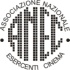 ASSOCIAZIONE NAZIONALE
ANEC
ESERCENTI CINEMA